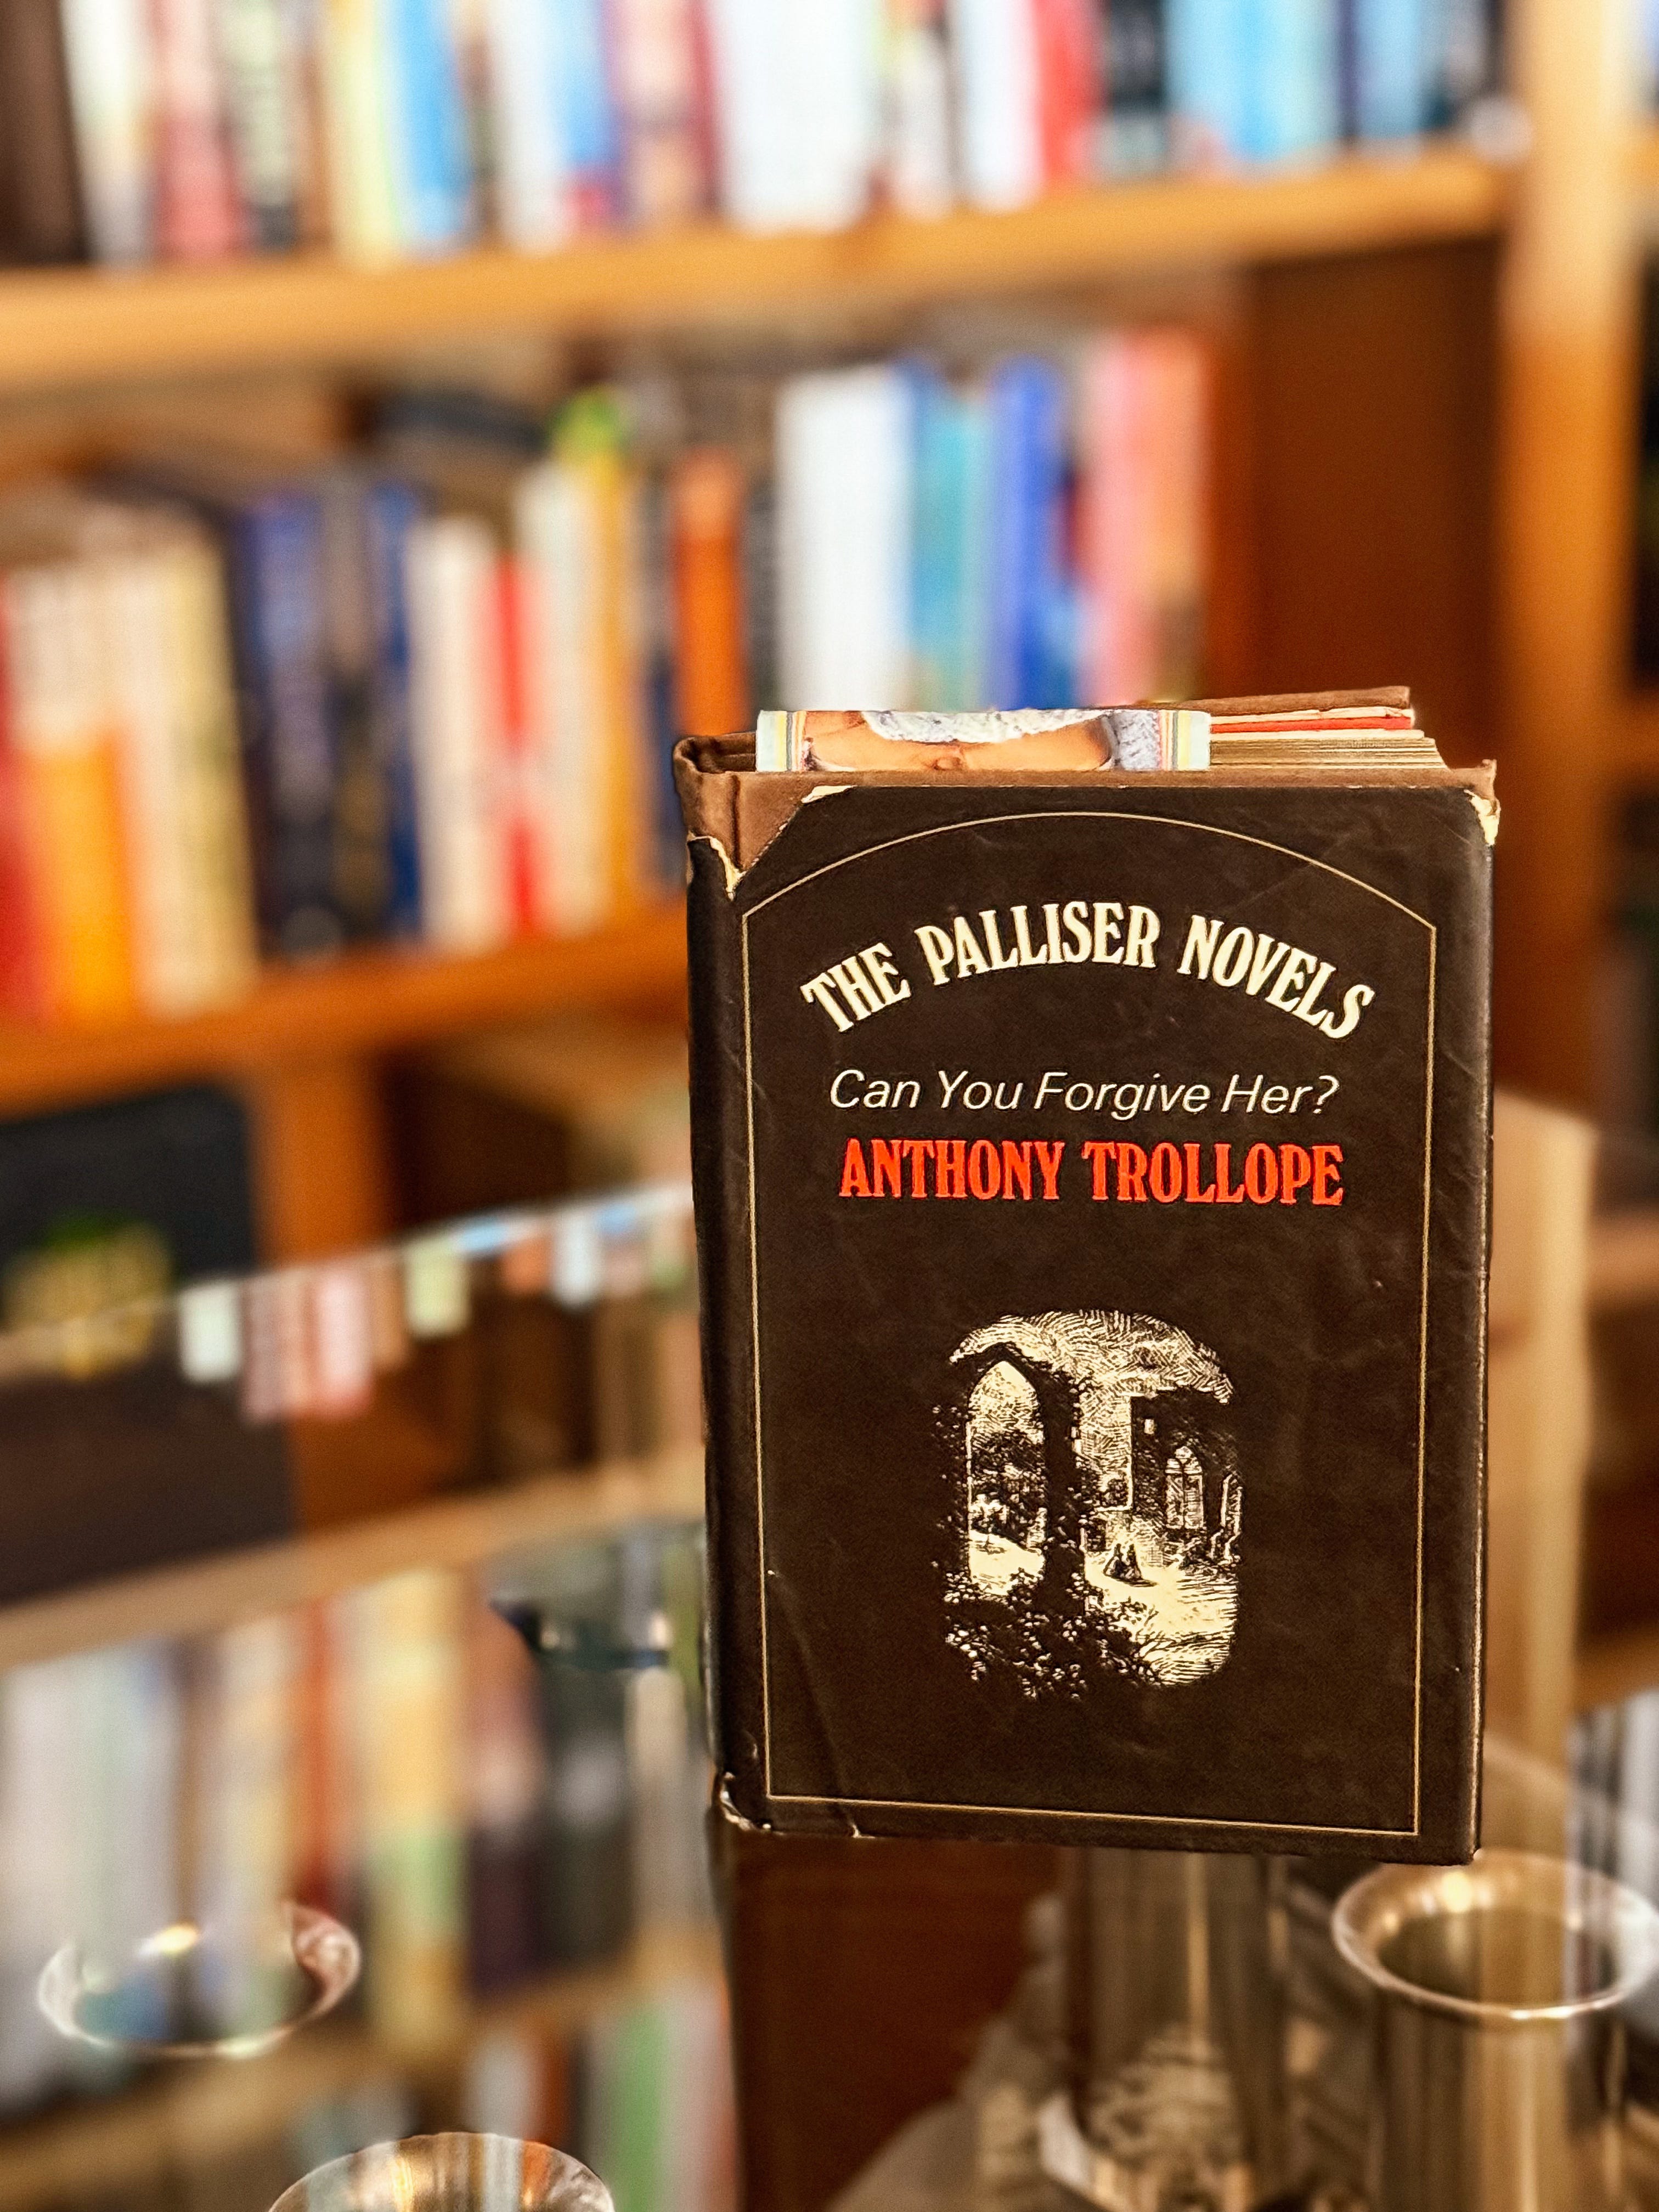 THE PALLISER NOVELS
Can You Forgive Her?
ANTHONY TROLLOPE